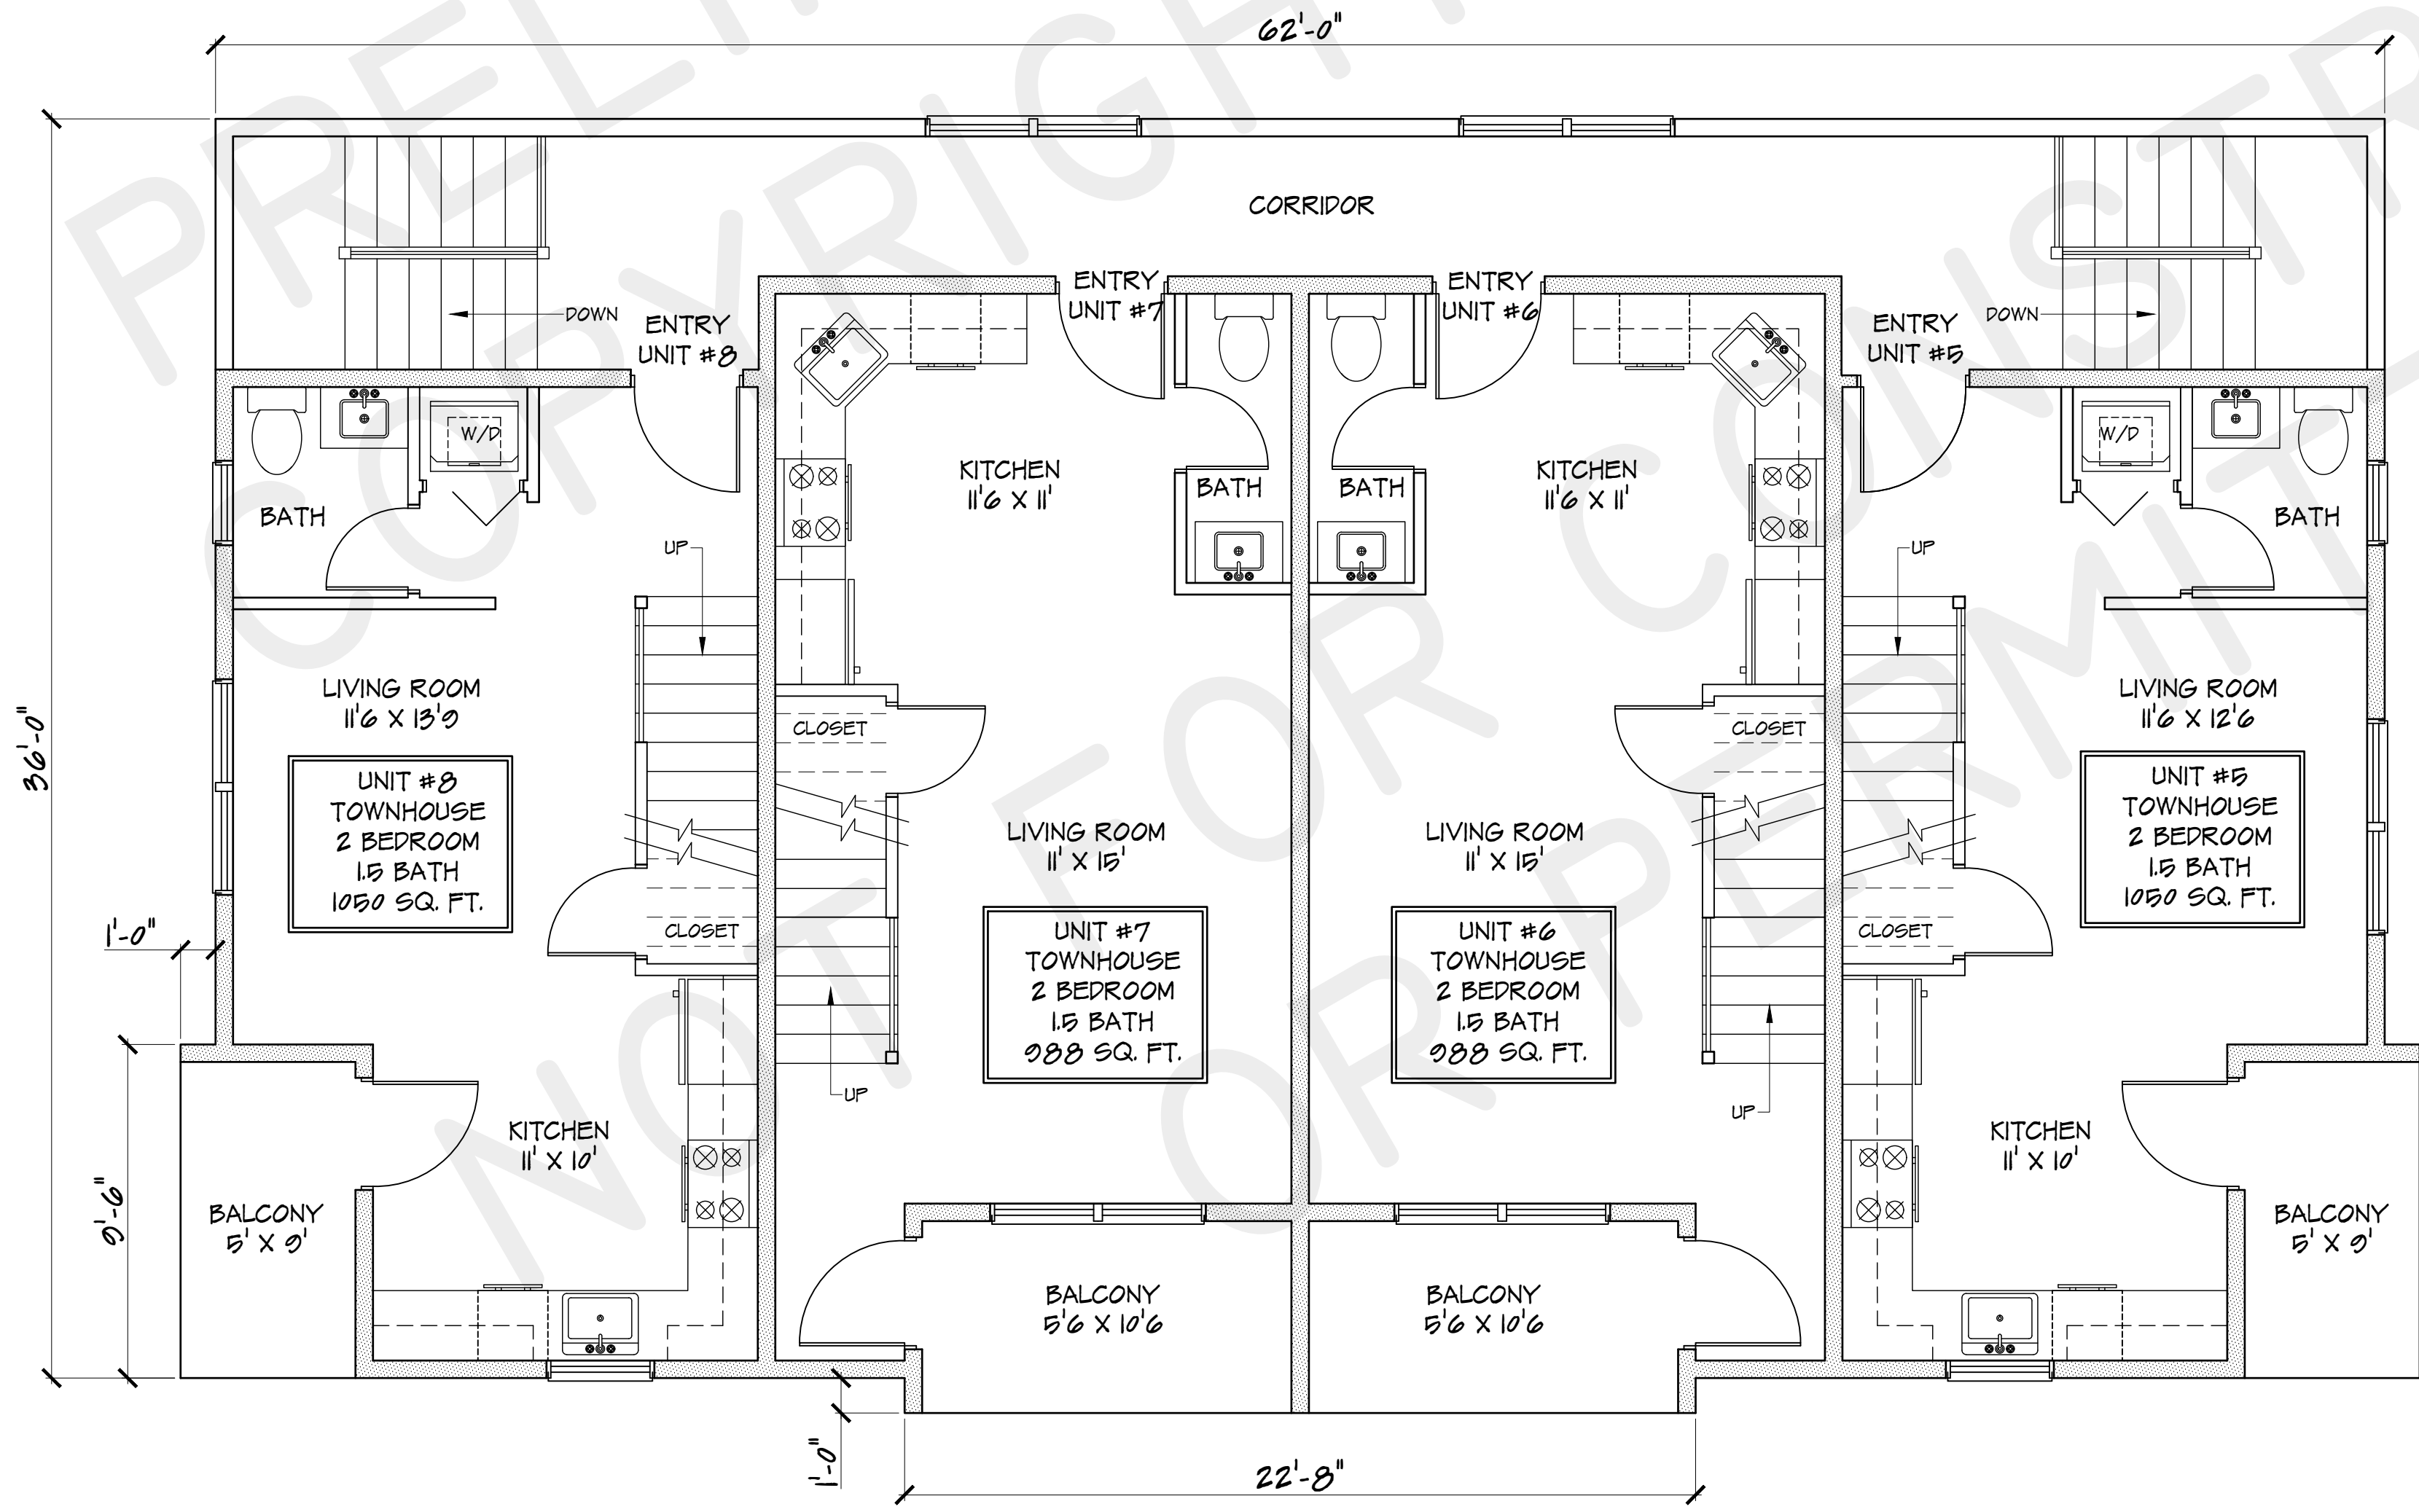 62'-0"
36'-0"
CORRIDOR
DOWN
ENTRY
UNIT #8
ENTRY
UNIT #7
ENTRY
UNIT #6
ENTRY
UNIT #5
DOWN
W/D
BATH
UP
KITCHEN
11'6 X 11'
BATH
BATH
KITCHEN
11'6 X 11'
UP
W/D
BATH
LIVING ROOM
11'6 X 13'9
CLOSET
CLOSET
LIVING ROOM
11'6 X 12'6
UNIT #8
TOWNHOUSE
2 BEDROOM
1.5 BATH
1050 SQ. FT.
LIVING ROOM
11' X 15'
LIVING ROOM
11' X 15'
UNIT #5
TOWNHOUSE
2 BEDROOM
1.5 BATH
1050 SQ. FT.
1'-0"
CLOSET
UNIT #7
TOWNHOUSE
2 BEDROOM
1.5 BATH
988 SQ. FT.
UNIT #6
TOWNHOUSE
2 BEDROOM
1.5 BATH
988 SQ. FT.
CLOSET
UP
UP
KITCHEN
11' X 10'
KITCHEN
11' X 10'
9'-6"
BALCONY
5' X 9'
BALCONY
5'6 X 10'6
BALCONY
5'6 X 10'6
BALCONY
5' X 9'
1'-0"
22'-8"
NOT FOR
OR PERMIT